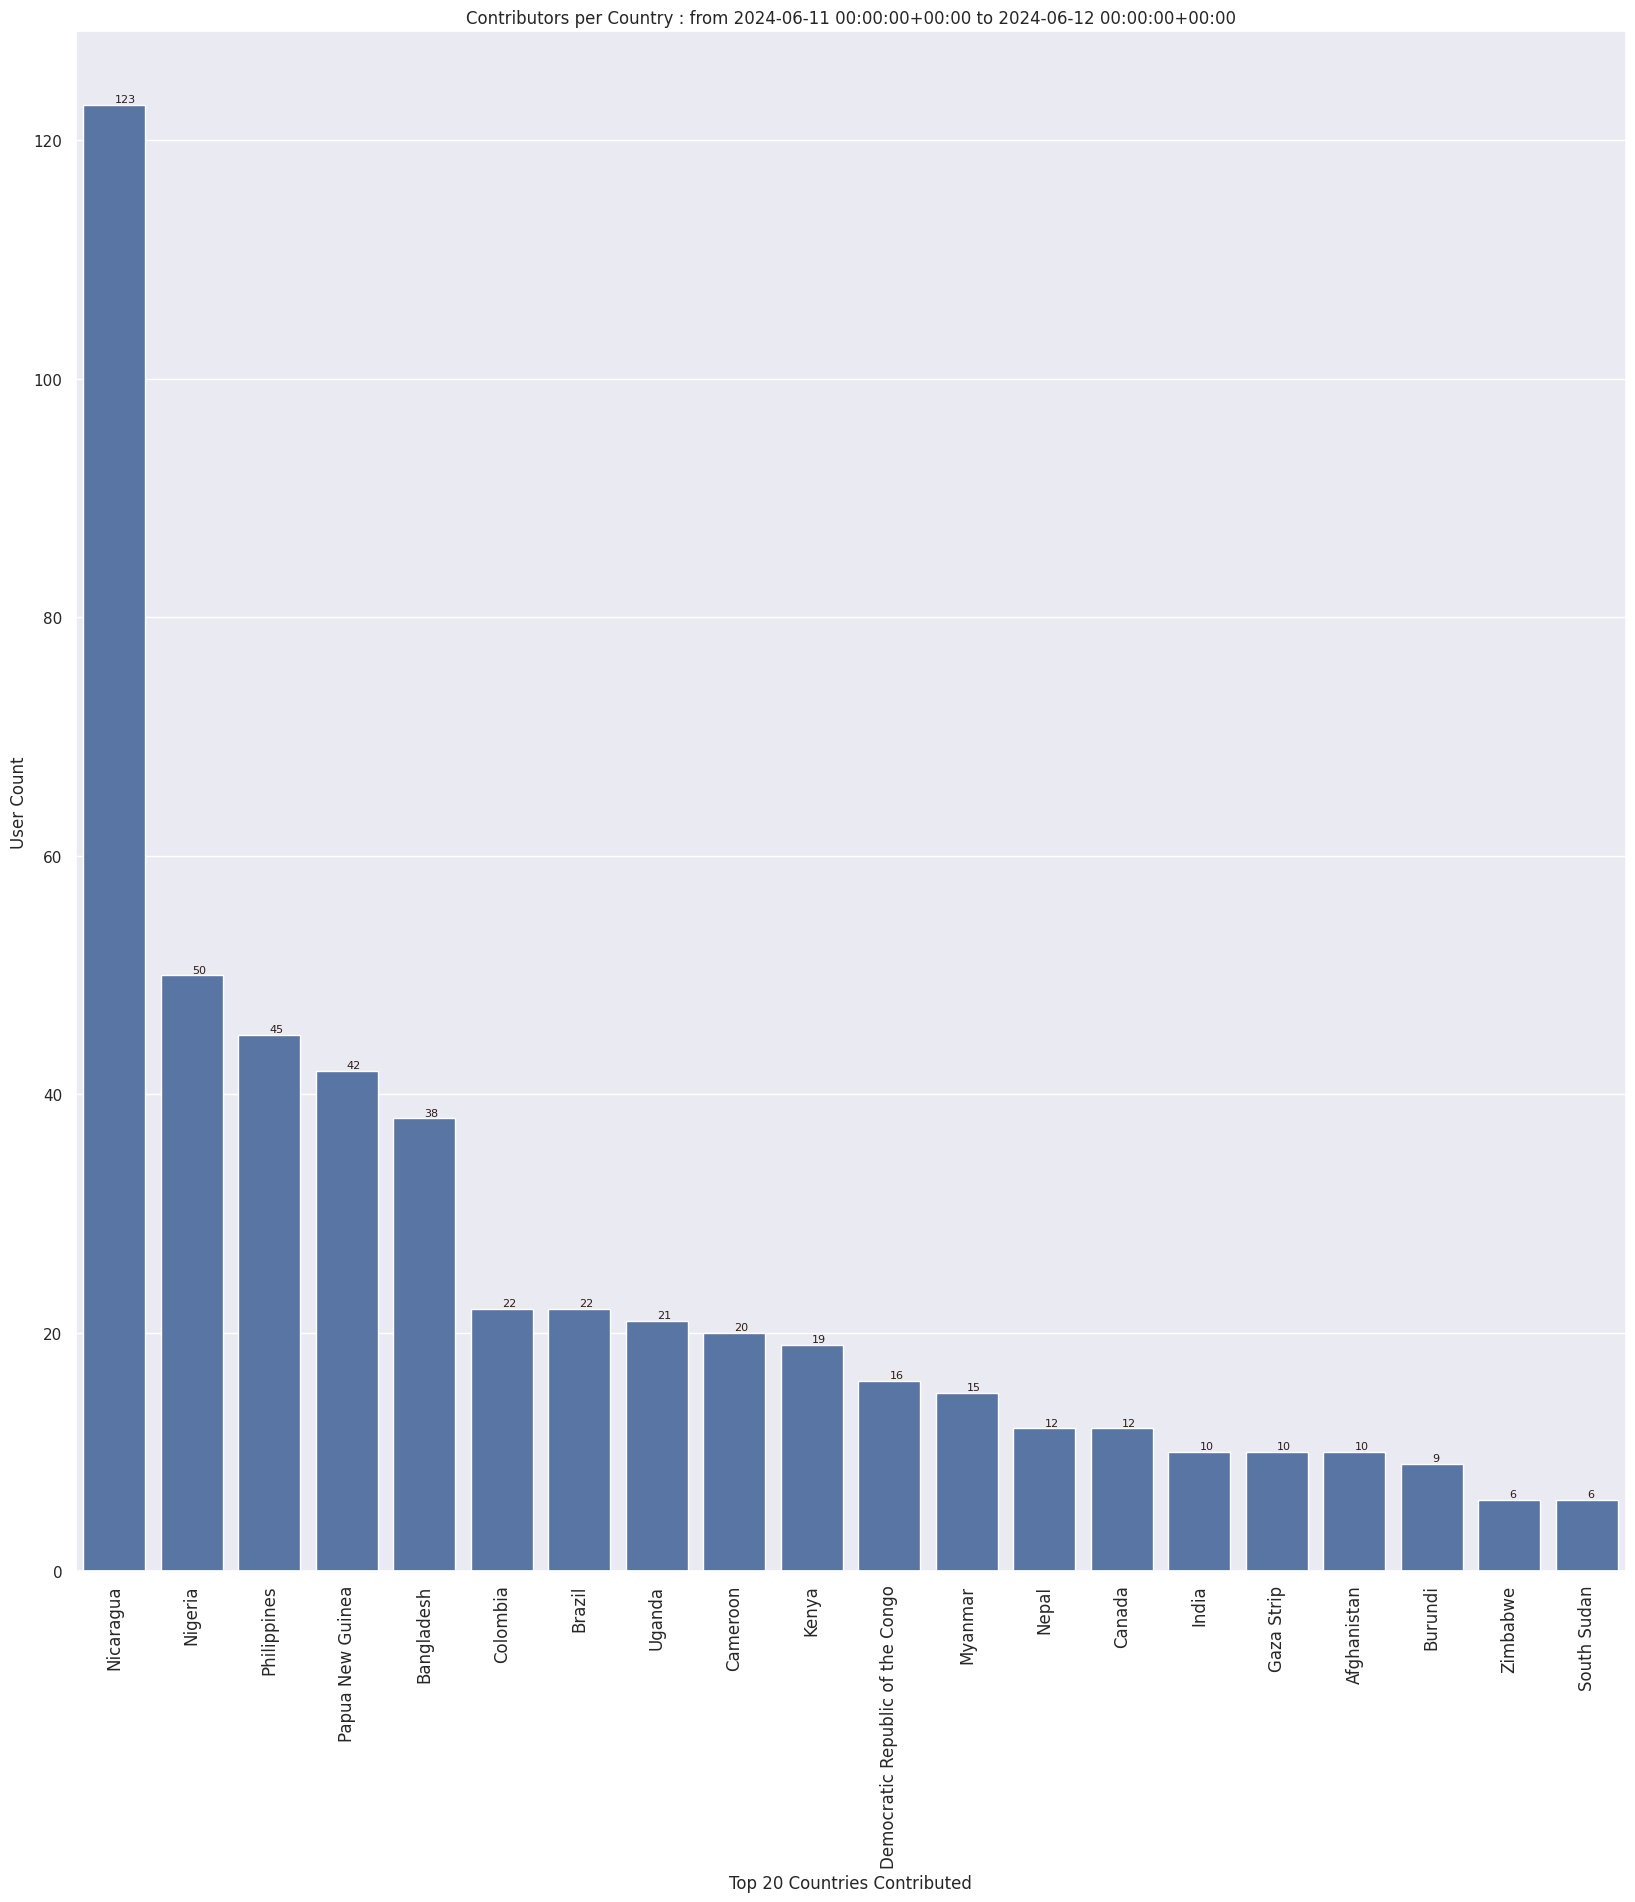 Contributors per Country : from 2024-06-11 00:00:00+00:00 to 2024-06-12 00:00:00+00:00
User Count
120
100
80
60
40
20
0
123
50
45
42
38
22
22
21
20
19
16
15
12
12
10
10
10
9
6
6
Nicaragua
Nigeria
Philippines
Papua New Guinea
Bangladesh
Colombia
Brazil
Uganda
Cameroon
Kenya
Democratic Republic of the Congo
Myanmar
Nepal
Canada
India
Gaza Strip
Afghanistan
Burundi
Zimbabwe
South Sudan
Top 20 Countries Contributed